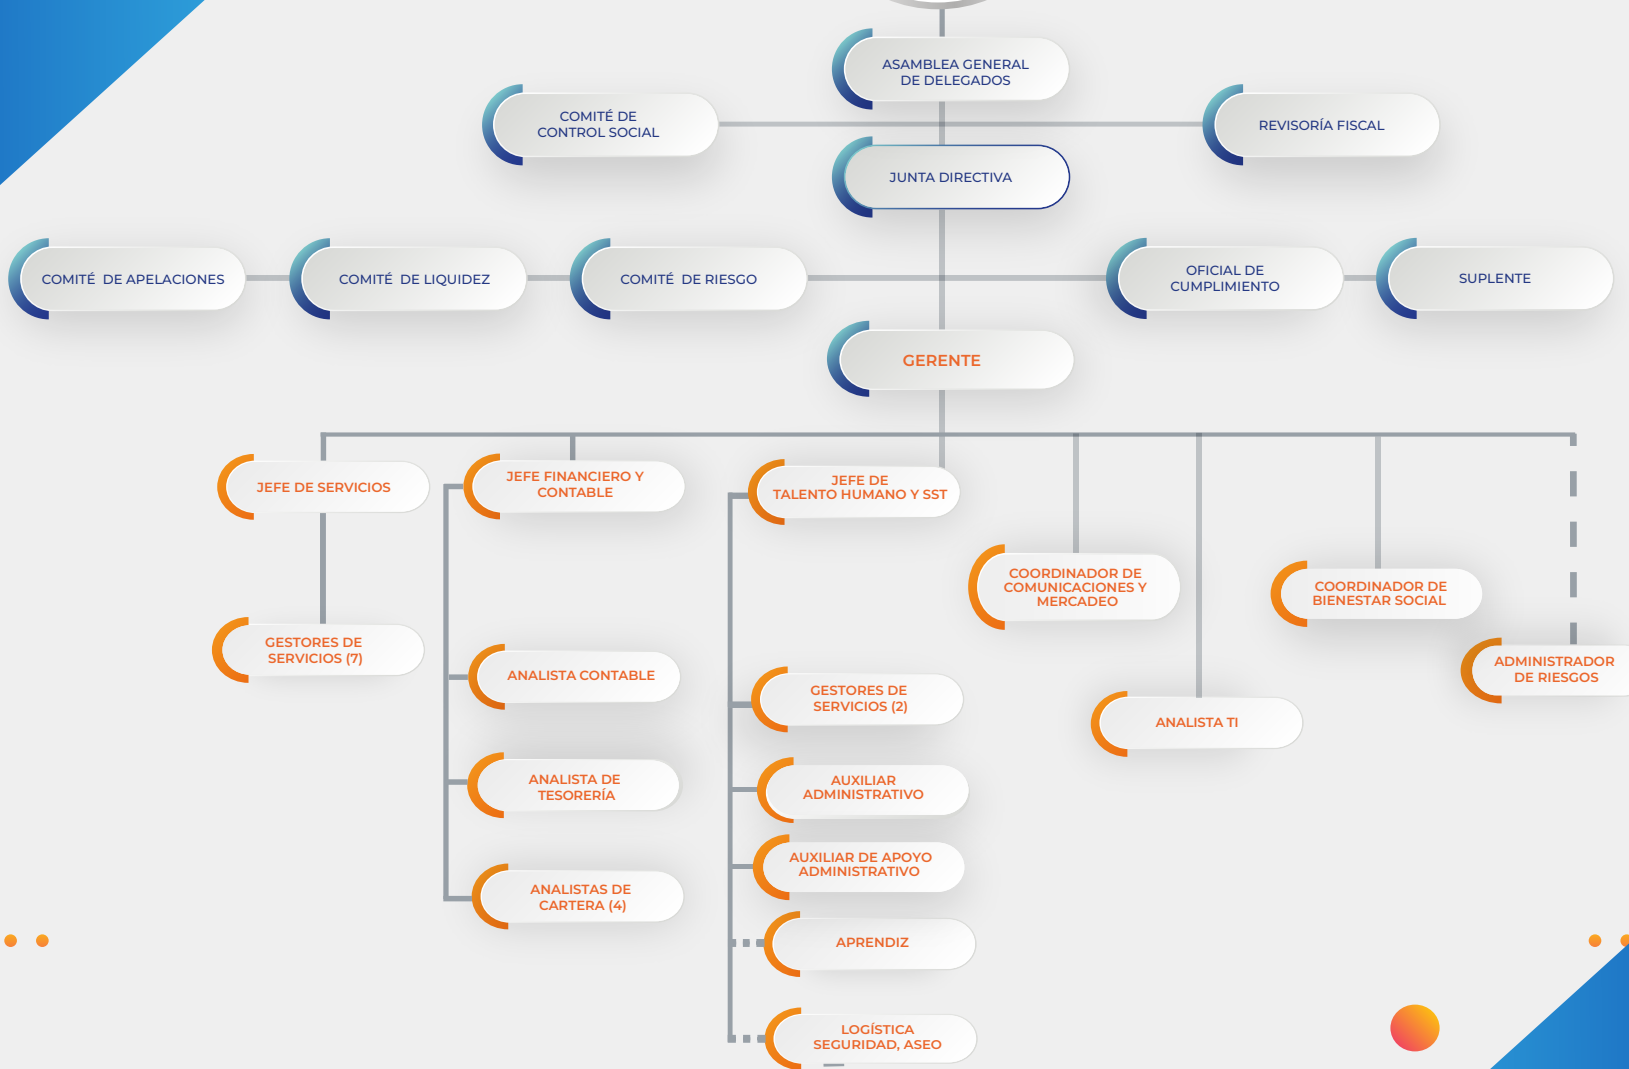 ASAMBLEA GENERAL
DE DELEGADOS
COMITÉ DE
CONTROL SOCIAL
REVISORÍA FISCAL
JUNTA DIRECTIVA
COMITÉ DE APELACIONES
COMITÉ DE LIQUIDEZ
COMITÉ DE RIESGO
OFICIAL DE
CUMPLIMIENTO
SUPLENTE
GERENTE
JEFE DE SERVICIOS
JEFE FINANCIERO Y
CONTABLE
JEFE DE
TALENTO HUMANO Y SST
COORDINADOR DE
COMUNICACIONES Y
MERCADEO
COORDINADOR DE
BIENESTAR SOCIAL
GESTORES DE
SERVICIOS (7)
ANALISTA CONTABLE
GESTORES DE
SERVICIOS (2)
ADMINISTRADOR
DE RIESGOS
ANALISTA TI
ANALISTA DE
TESORERÍA
AUXILIAR
ADMINISTRATIVO
AUXILIAR DE APOYO
ADMINISTRATIVO
ANALISTAS DE
CARTERA (4)
APRENDIZ
LOGÍSTICA
SEGURIDAD, ASEO